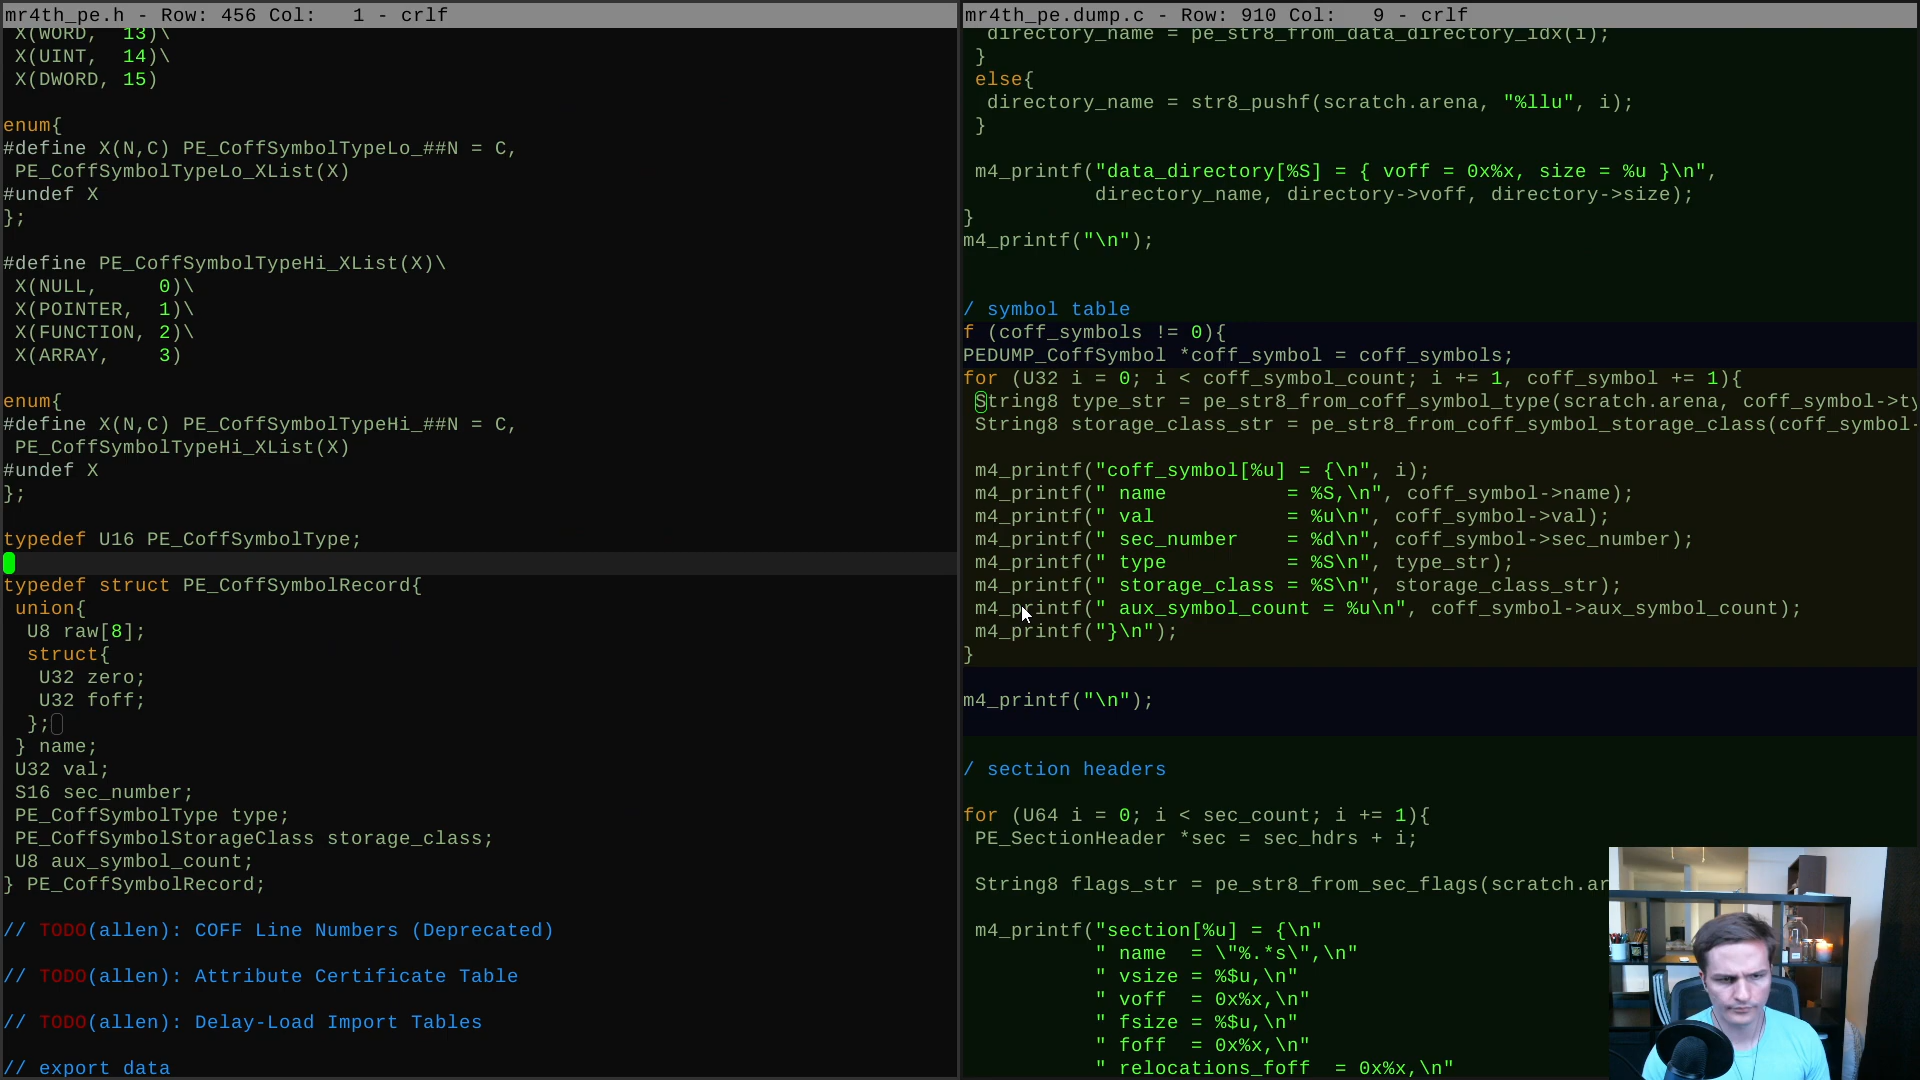 mr4th_pe.h - Row: 456 Col:   1 - crlf
 X(WORD,  13)\
 X(UINT,  14)\
 X(DWORD, 15)
enum{
#define X(N,C) PE_CoffSymbolTypeLo_##N = C,
 PE_CoffSymbolTypeLo_XList(X)
#undef X
};
#define PE_CoffSymbolTypeHi_XList(X)\
 X(NULL,     0)\
 X(POINTER,  1)\
 X(FUNCTION, 2)\
 X(ARRAY,    3)
enum{
#define X(N,C) PE_CoffSymbolTypeHi_##N = C,
 PE_CoffSymbolTypeHi_XList(X)
#undef X
};
typedef U16 PE_CoffSymbolType;
typedef struct PE_CoffSymbolRecord{
 union{
  U8 raw[8];
  struct{
   U32 zero;
   U32 foff;
  };
 } name;
 U32 val;
 S16 sec_number;
 PE_CoffSymbolType type;
 PE_CoffSymbolStorageClass storage_class;
 U8 aux_symbol_count;
} PE_CoffSymbolRecord;
// TODO(allen): COFF Line Numbers (Deprecated)
// TODO(allen): Attribute Certificate Table
// TODO(allen): Delay-Load Import Tables
// export data
mr4th_pe.dump.c - Row: 910 Col:   9 - crlf
  directory_name = pe_str8_from_data_directory_idx(i);
 }
 else{
  directory_name = str8_pushf(scratch.arena, "%llu", i);
 }
 m4_printf("data_directory[%S] = { voff = 0x%x, size = %u }\n",
           directory_name, directory->voff, directory->size);
}
m4_printf("\n");
/ symbol table
f (coff_symbols != 0){
PEDUMP_CoffSymbol *coff_symbol = coff_symbols;
for (U32 i = 0; i < coff_symbol_count; i += 1, coff_symbol += 1){
 String8 type_str = pe_str8_from_coff_symbol_type(scratch.arena, coff_symbol->ty
 String8 storage_class_str = pe_str8_from_coff_symbol_storage_class(coff_symbol-
 m4_printf("coff_symbol[%u] = {\n", i);
 m4_printf(" name          = %S,\n", coff_symbol->name);
 m4_printf(" val           = %u\n", coff_symbol->val);
 m4_printf(" sec_number    = %d\n", coff_symbol->sec_number);
 m4_printf(" type          = %S\n", type_str);
 m4_printf(" storage_class = %S\n", storage_class_str);
 m4_printf(" aux_symbol_count = %u\n", coff_symbol->aux_symbol_count);
 m4_printf("}\n");
}
m4_printf("\n");
/ section headers
for (U64 i = 0; i < sec_count; i += 1){
 PE_SectionHeader *sec = sec_hdrs + i;
 String8 flags_str = pe_str8_from_sec_flags(scratch.ar
 m4_printf("section[%u] = {\n"
           " name  = \"%.*s\",\n"
           " vsize = %$u,\n"
           " voff  = 0x%x,\n"
           " fsize = %$u,\n"
           " foff  = 0x%x,\n"
           " relocations_foff  = 0x%x,\n"